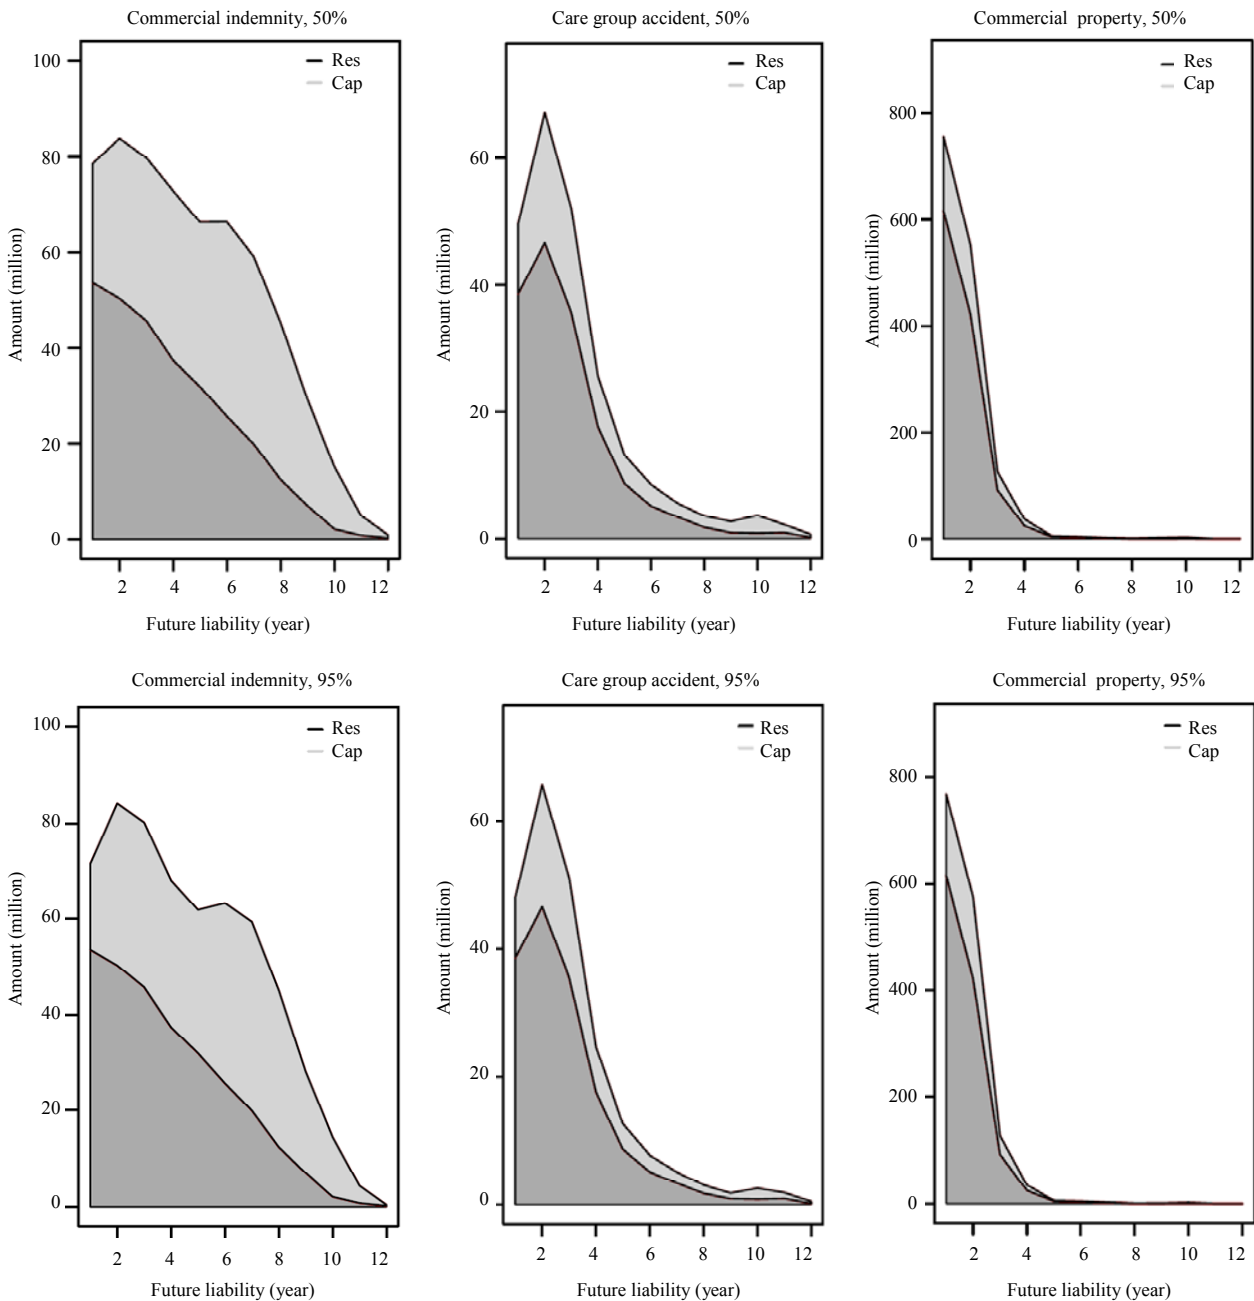 Commercial indemnity, 50%
Res
Cap
100
80
60
40
20
0
Amount (million)
2 4 6 8 10 12
Future liability (year)
Care group accident, 50%
Res
Cap
60
40
20
0
Amount (million)
2 4 6 8 10 12
Future liability (year)
Commercial property, 50%
Res
Cap
800
600
400
200
0
Amount (million)
2 4 6 8 10 12
Future liability (year)
Commercial indemnity, 95%
Res
Cap
100
80
60
40
20
0
Amount (million)
2 4 6 8 10 12
Future liability (year)
Care group accident, 95%
Res
Cap
60
40
20
0
Amount (million)
2 4 6 8 10 12
Future liability (year)
Commercial property, 95%
Res
Cap
800
600
400
200
0
Amount (million)
2 4 6 8 10 12
Future liability (year)